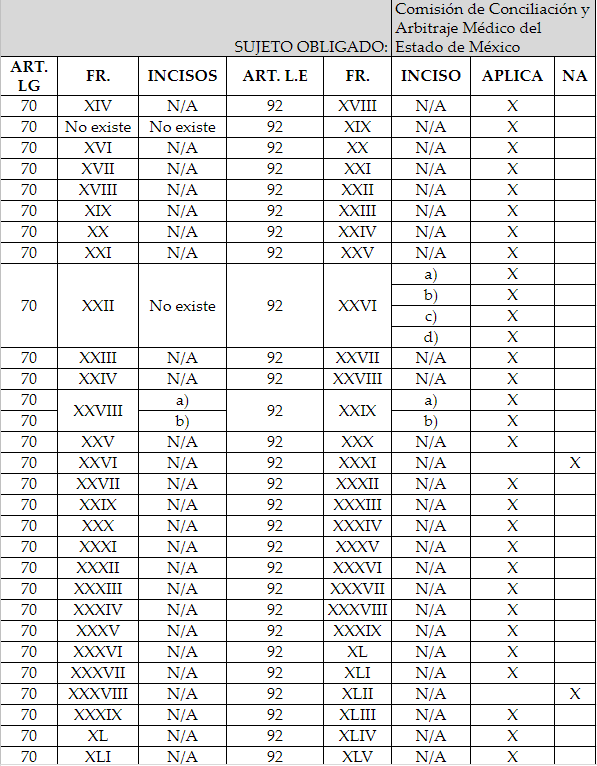 Comisión de Conciliación y
Arbitraje Médico del
SUJETO OBLIGADO: Estado de México
ART. LG FR. INCISOS ART. L.E FR. INCISO APLICA NA
70 XIV N/A 92 XVIII N/A X
70 No existe No existe 92 XIX N/A X
70 XVI N/A 92 XX N/A X
70 XVII N/A 92 XXI N/A X
70 XVIII N/A 92 XXII N/A X
70 XIX N/A 92 XXIII N/A X
70 XX N/A 92 XXIV N/A X
70 XXI N/A 92 XXV N/A X
70 XXII No existe 92 XXVI a) X
b) X
c) X
d) X
70 XXIII N/A 92 XXVII N/A X
70 XXIV N/A 92 XXVIII N/A X
70 XXVIII a) 92 XXIX a) X
70 b) b) X
70 XXV N/A 92 XXX N/A X
70 XXVI N/A 92 XXXI N/A X
70 XXVII N/A 92 XXXII N/A X
70 XXIX N/A 92 XXXIII N/A X
70 XXX N/A 92 XXXIV N/A X
70 XXXI N/A 92 XXXV N/A X
70 XXXII N/A 92 XXXVI N/A X
70 XXXIII N/A 92 XXXVII N/A X
70 XXXIV N/A 92 XXXVIII N/A X
70 XXXV N/A 92 XXXIX N/A X
70 XXXVI N/A 92 XL N/A X
70 XXXVII N/A 92 XLI N/A X
70 XXXVIII N/A 92 XLII N/A X
70 XXXIX N/A 92 XLIII N/A X
70 XL N/A 92 XLIV N/A X
70 XLI N/A 92 XLV N/A X